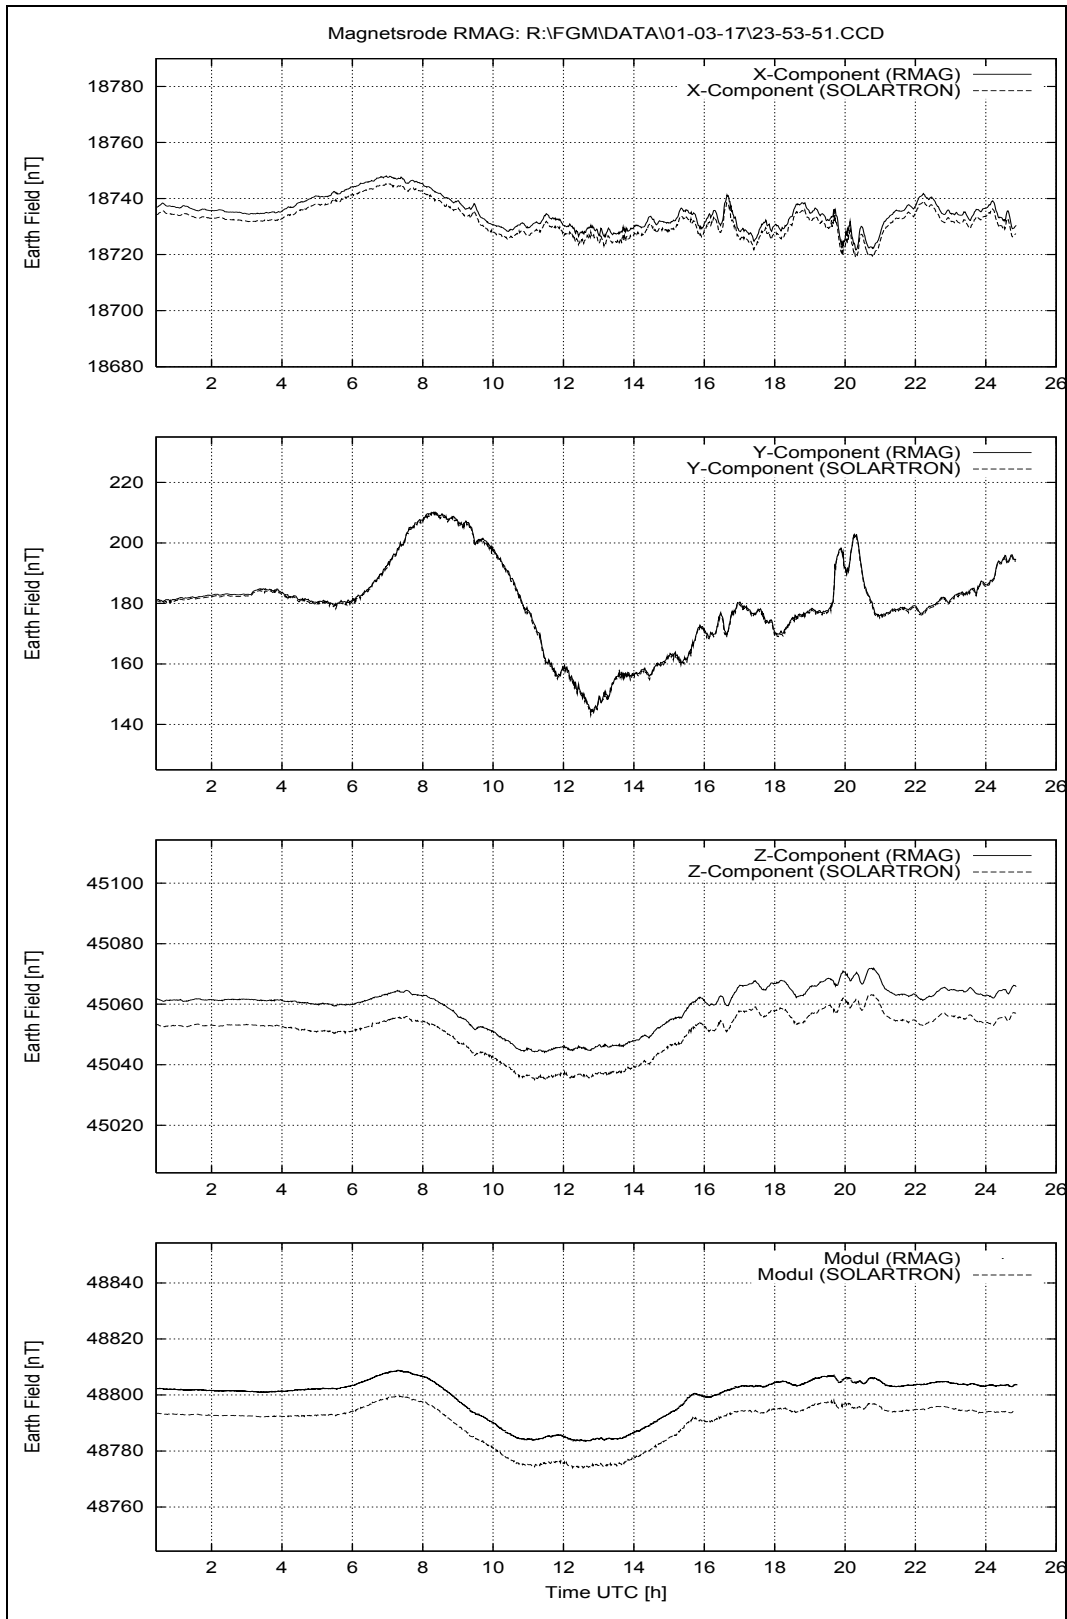 Magnetsrode RMAG: R:\FGM\DATA\01-03-17\23-53-51.CCD
X-Component (RMAG)
X-Component (SOLARTRON)
Earth Field [nT]
18780
18760
18740
18720
18700
18680
2 4 6 8 10 12 14 16 18 20 22 24 26
Y-Component (RMAG)
Y-Component (SOLARTRON)
Earth Field [nT]
220
200
180
160
140
2 4 6 8 10 12 14 16 18 20 22 24 26
Z-Component (RMAG)
Z-Component (SOLARTRON)
Earth Field [nT]
45100
45080
45060
45040
45020
2 4 6 8 10 12 14 16 18 20 22 24 26
Modul (RMAG)
Modul (SOLARTRON)
Earth Field [nT]
48840
48820
48800
48780
48760
2 4 6 8 10 12 14 16 18 20 22 24 26
Time UTC [h]